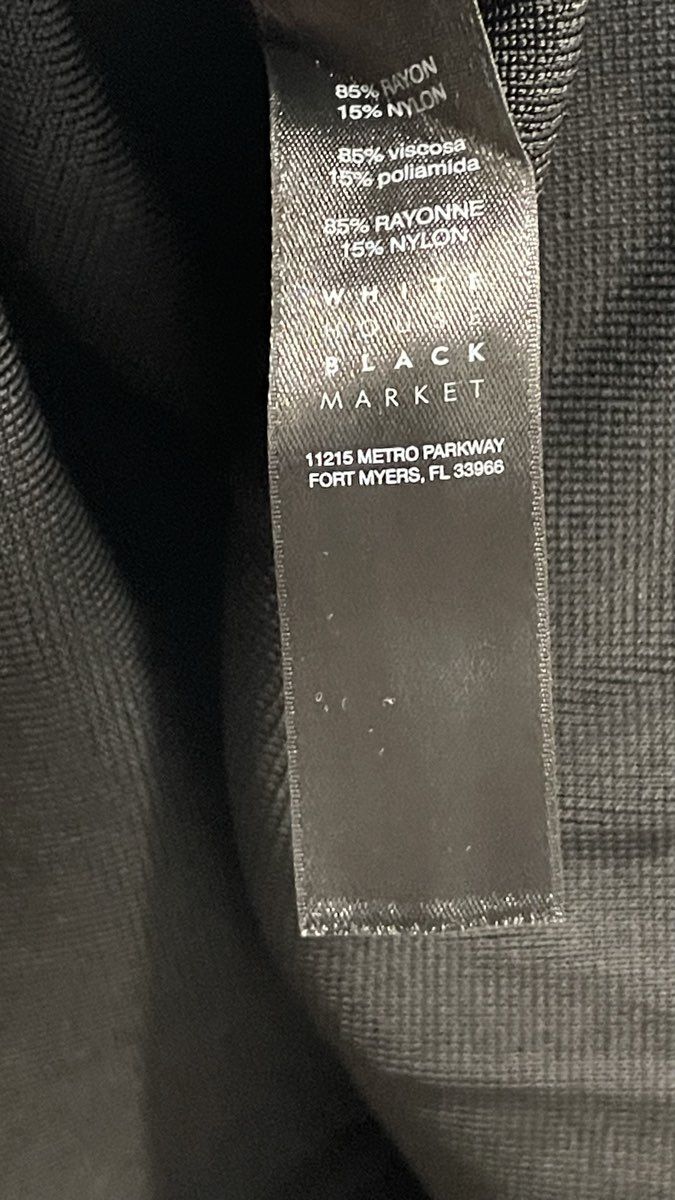 85% RAYON
15% NYLON
85% viscosa
15% poliamida
85% RAYONNE
15% NYLON
WHITE
HOUSE
BLACK
MARKET
11215 METRO PARKWAY
FORT MYERS, FL 33966